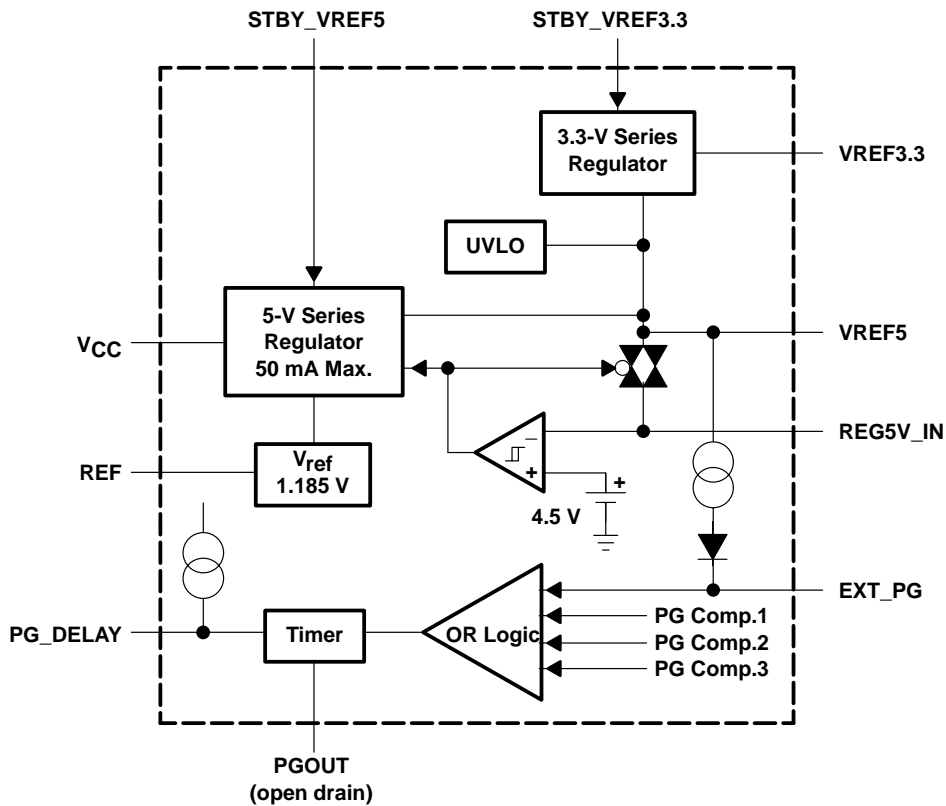 STBY_VREF5
STBY_VREF3.3
3.3-V Series
Regulator
VREF3.3
UVLO
5-V Series
Regulator
50 mA Max.
VCC
VREF5
REG5V_IN
–
+
+
4.5 V
REF
Vref
1.185 V
EXT_PG
PG_DELAY
Timer
OR Logic
PG Comp.1
PG Comp.2
PG Comp.3
PGOUT
(open drain)